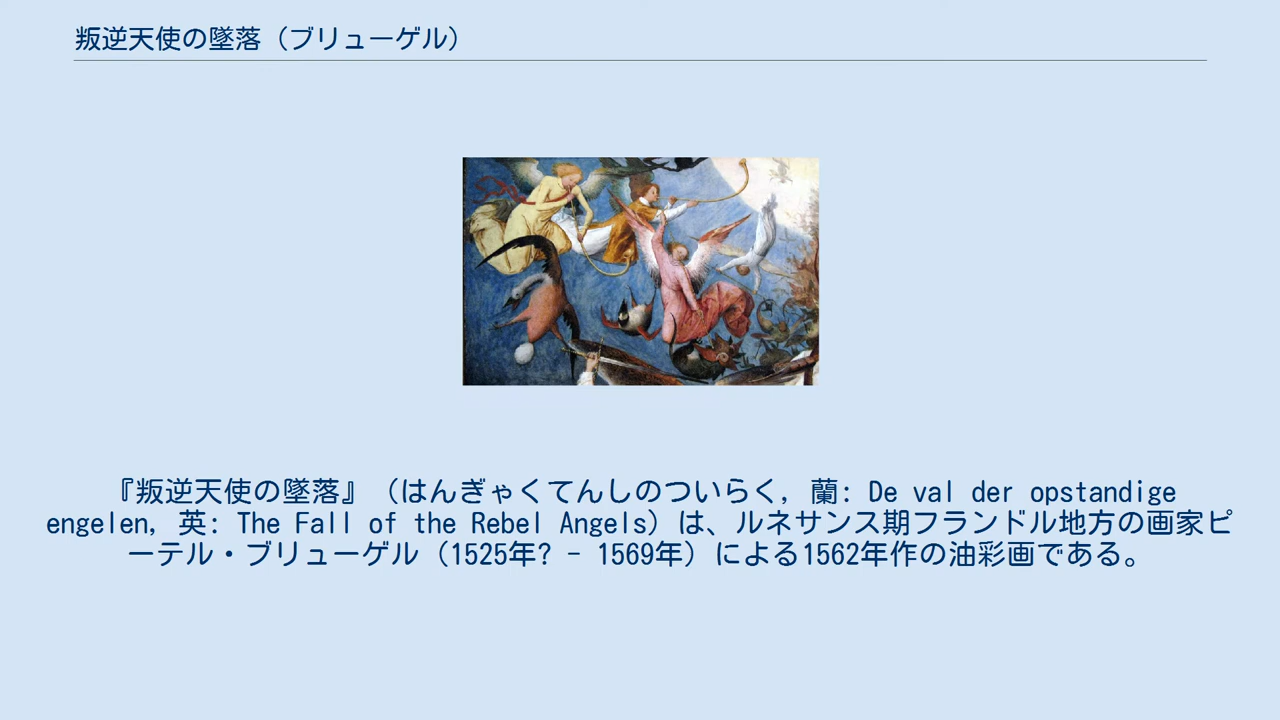 叛逆天使の墜落（ブリューゲル）
『叛逆天使の墜落』（はんぎゃくてんしのついらく, 蘭: De val der opstandige
engelen, 英: The Fall of the Rebel Angels）は、ルネサンス期フランドル地方の画家ピ
ーテル・ブリューゲル（1525年? - 1569年）による1562年作の油彩画である。